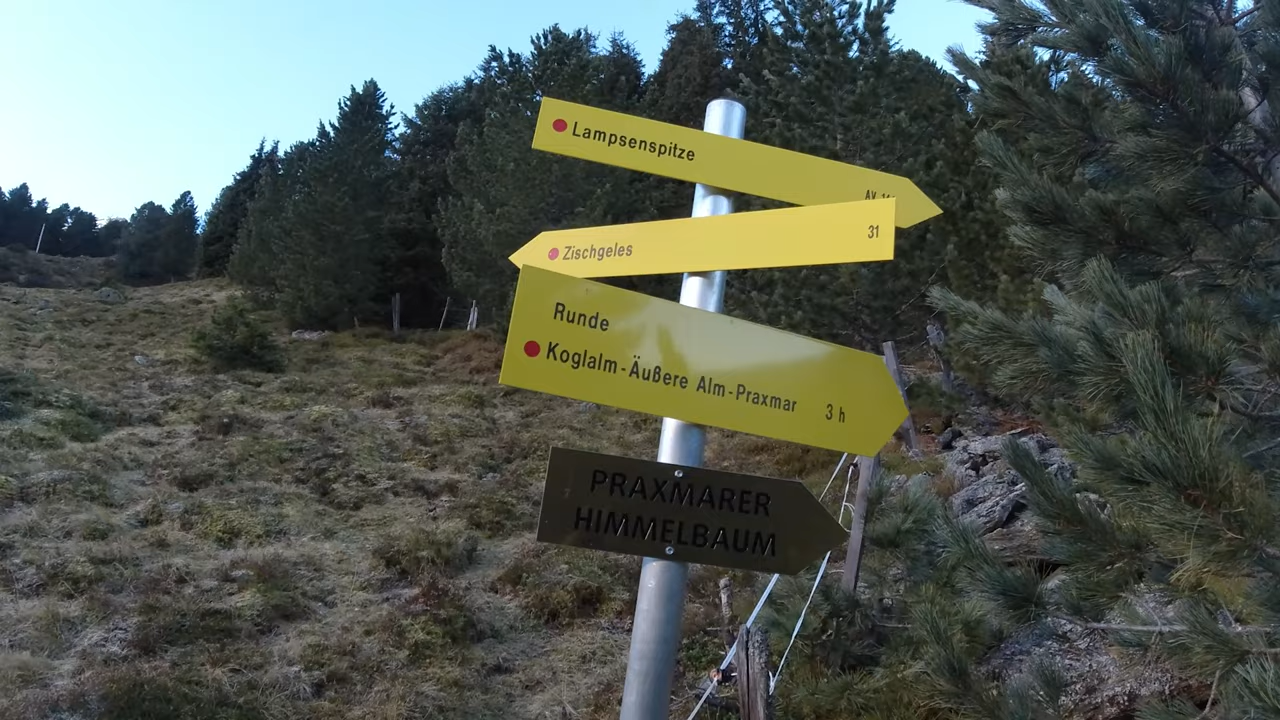 Lampsenspitze
Zischgeles 31
Runde
Koglalm-Äußere Alm-Praxmar 3 h
PRAXMARER
HIMMELBAUM